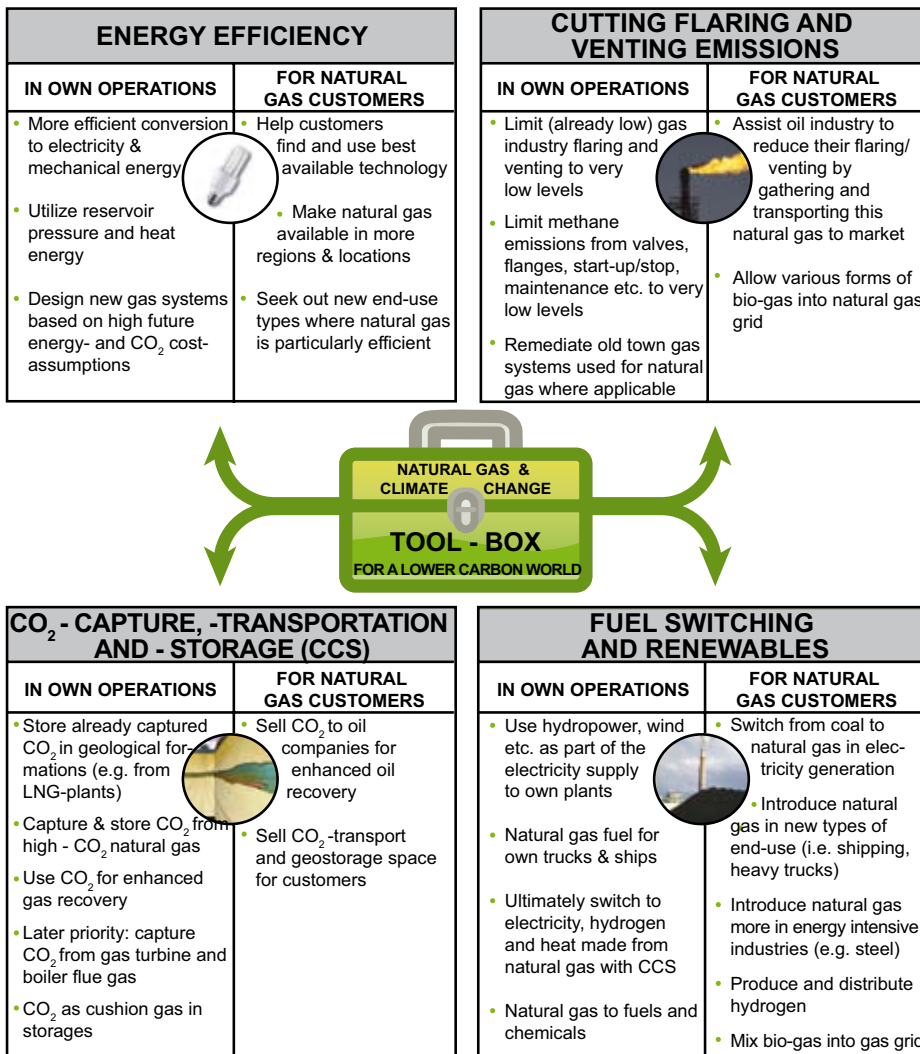 ENERGY EFFICIENCY
IN OWN OPERATIONS
• More efficient conversion
to electricity &
mechanical energy
• Utilize reservoir
pressure and heat
energy
• Design new gas systems
based on high future
energy- and CO₂ cost-
assumptions
FOR NATURAL
GAS CUSTOMERS
• Help customers
find and use best
available technology
• Make natural gas
available in more
regions & locations
• Seek out new end-use
types where natural gas
is particularly efficient
CUTTING FLARING AND
VENTING EMISSIONS
IN OWN OPERATIONS
• Limit (already low) gas
industry flaring and
venting to very
low levels
• Limit methane
emissions from valves,
flanges, start-up/stop,
maintenance etc. to very
low levels
• Remediate old town gas
systems used for natural
gas where applicable
FOR NATURAL
GAS CUSTOMERS
• Assist oil industry to
reduce their flaring/
venting by
gathering and
transporting this
natural gas to market
• Allow various forms of
bio-gas into natural gas
grid
NATURAL GAS &
CLIMATE CHANGE
TOOL - BOX
FOR A LOWER CARBON WORLD
CO₂ - CAPTURE, -TRANSPORTATION
AND - STORAGE (CCS)
IN OWN OPERATIONS
• Store already captured
CO₂ in geological for-
mations (e.g. from
LNG-plants)
• Capture & store CO₂ from
high - CO₂ natural gas
• Use CO₂ for enhanced
gas recovery
• Later priority: capture
CO₂ from gas turbine and
boiler flue gas
• CO₂ as cushion gas in
storages
FOR NATURAL
GAS CUSTOMERS
• Sell CO₂ to oil
companies for
enhanced oil
recovery
• Sell CO₂ -transport
and geostorage space
for customers
FUEL SWITCHING
AND RENEWABLES
IN OWN OPERATIONS
• Use hydropower, wind
etc. as part of the
electricity supply
to own plants
• Natural gas fuel for
own trucks & ships
• Ultimately switch to
electricity, hydrogen
and heat made from
natural gas with CCS
• Natural gas to fuels and
chemicals
FOR NATURAL
GAS CUSTOMERS
• Switch from coal to
natural gas in elec-
tricity generation
• Introduce natural
gas in new types of
end-use (i.e. shipping,
heavy trucks)
• Introduce natural gas
more in energy intensive
industries (e.g. steel)
• Produce and distribute
hydrogen
• Mix bio-gas into gas grid